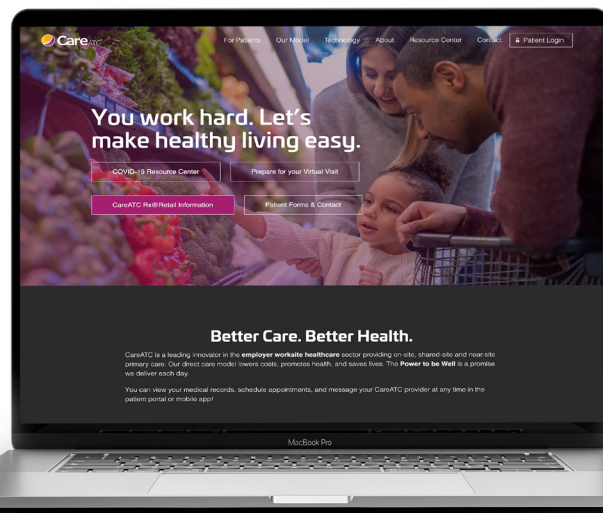 CareATC
For Patients Our Model Technology About Resource Center Contact Patient Login
You work hard. Let's
make healthy living easy.
COVID-19 Resource Center Prepare for your Virtual Visit
CareATC Rx@Retail Information Patient Forms & Contact
Better Care. Better Health.
CareATC is a leading innovator in the employer worksite healthcare sector providing on-site, shared-site and near-site
primary care. Our direct care model lowers costs, promotes health, and saves lives. The Power to be Well is a promise
we deliver each day.
You can view your medical records, schedule appointments, and message your CareATC provider at any time in the
patient portal or mobile app!
MacBook Pro